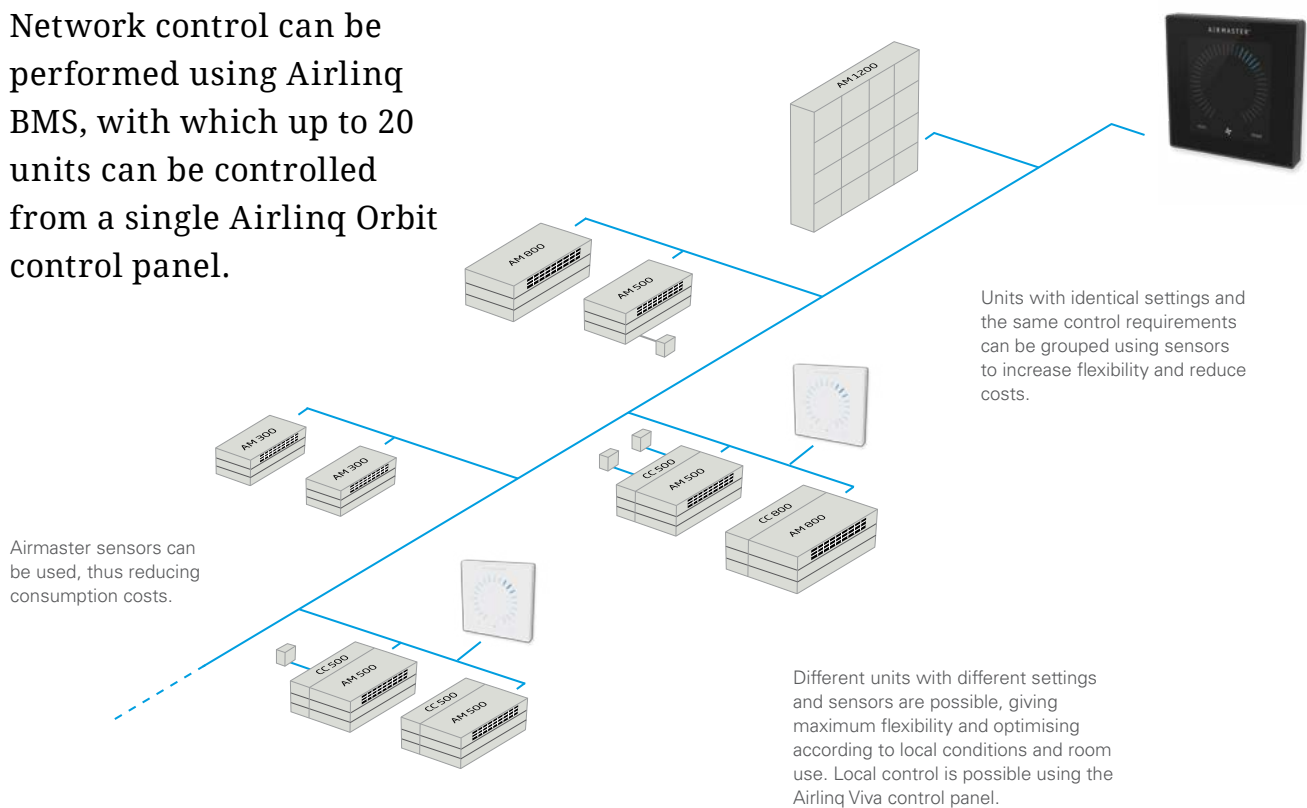 Network control can be
performed using Airlinq
BMS, with which up to 20
units can be controlled
from a single Airlinq Orbit
control panel.
AIRMASTER
AM 1200
AM 800
AM 500
Units with identical settings and
the same control requirements
can be grouped using sensors
to increase flexibility and reduce
costs.
AM 300
AM 300
CC 500
AM 500
CC 800
AM 800
Airmaster sensors can
be used, thus reducing
consumption costs.
CC 500
AM 500
CC 500
AM 500
Different units with different settings
and sensors are possible, giving
maximum flexibility and optimising
according to local conditions and room
use. Local control is possible using the
Airlinq Viva control panel.